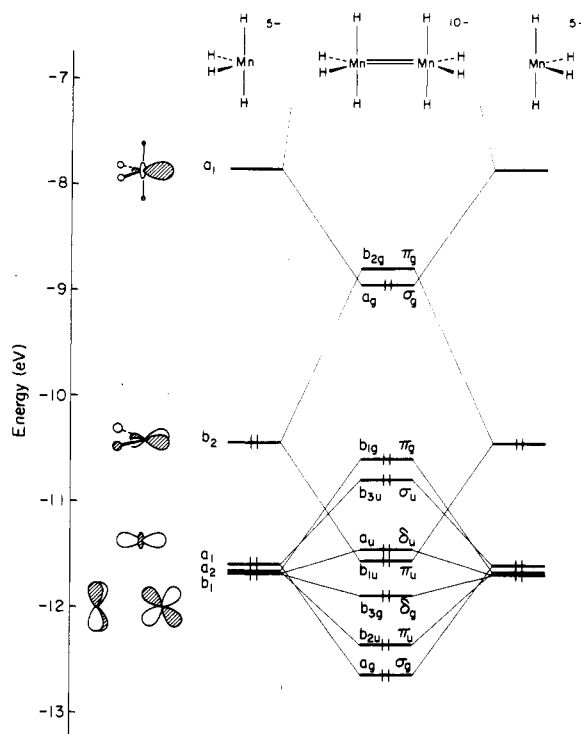 5- 10- 5-
H H H H
H Mn H Mn Mn H H Mn H
H H H H
H H H H
-7
a₁
-8
b2g πg
-9
ag σg
Energy (eV)
-10
b₂
b1g πg
-11
b3u σu
a₁ au δu
a₂ b1u πu
b₁
-12
b3g δg
b2u πu
ag σg
-13